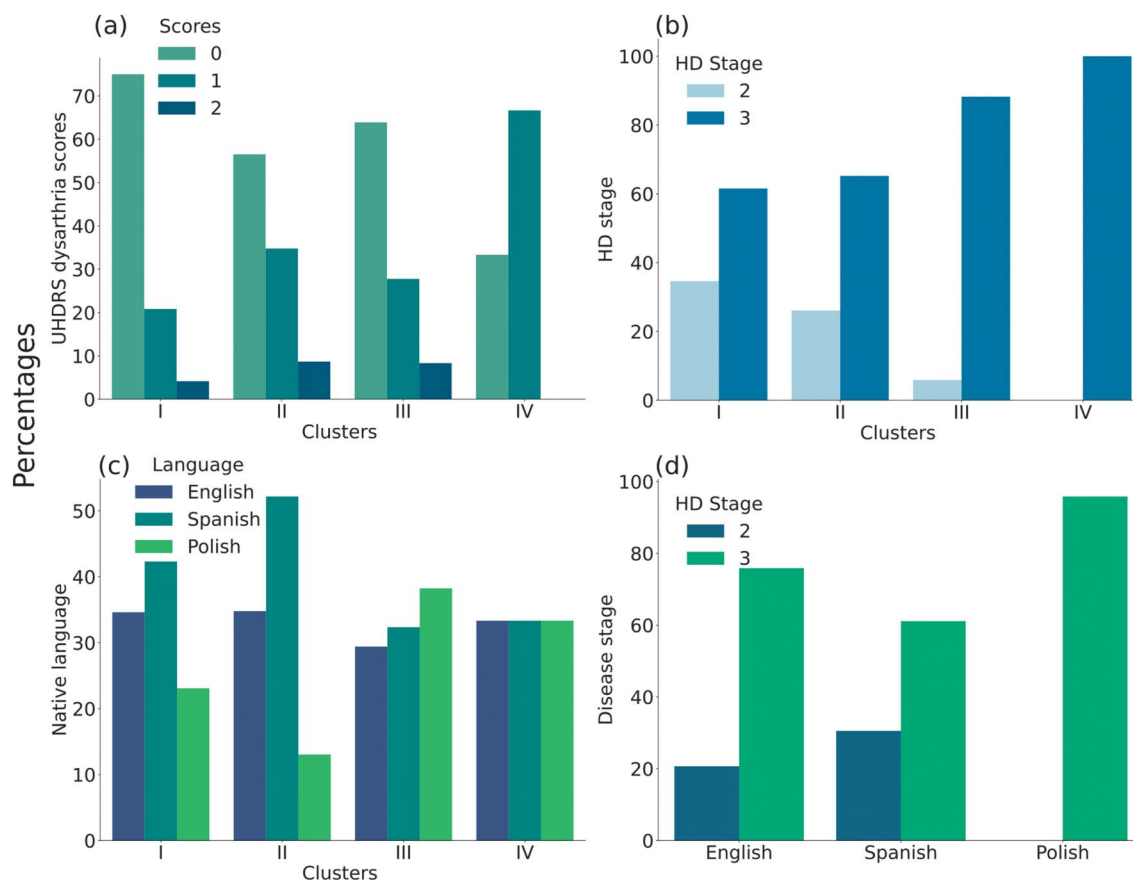 Percentages
(a)
Scores
0
1
2
UHDRS dysarthria scores
70
60
50
40
30
20
10
0
I II III IV
Clusters
(b)
HD Stage
2
3
HD stage
100
80
60
40
20
0
I II III IV
Clusters
(c)
Language
English
Spanish
Polish
Native language
50
40
30
20
10
0
I II III IV
Clusters
(d)
HD Stage
2
3
Disease stage
100
80
60
40
20
0
English Spanish Polish